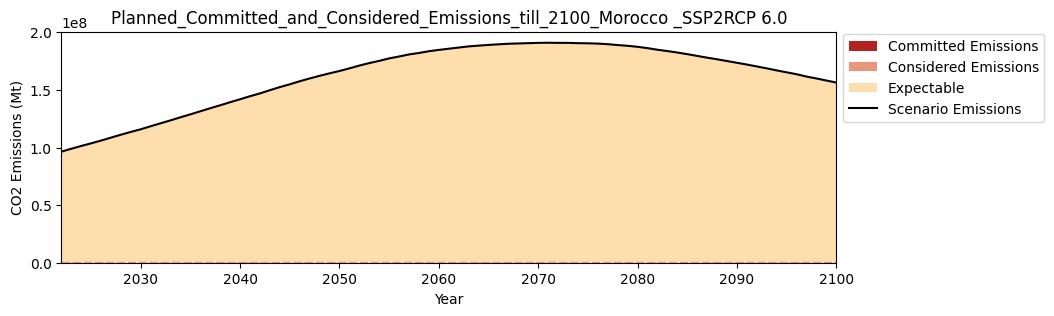 Planned_Committed_and_Considered_Emissions_till_2100_Morocco _SSP2RCP 6.0
1e8
2.0
1.5
1.0
0.5
0.0
CO2 Emissions (Mt)
2030 2040 2050 2060 2070 2080 2090 2100
Year
Committed Emissions
Considered Emissions
Expectable
Scenario Emissions